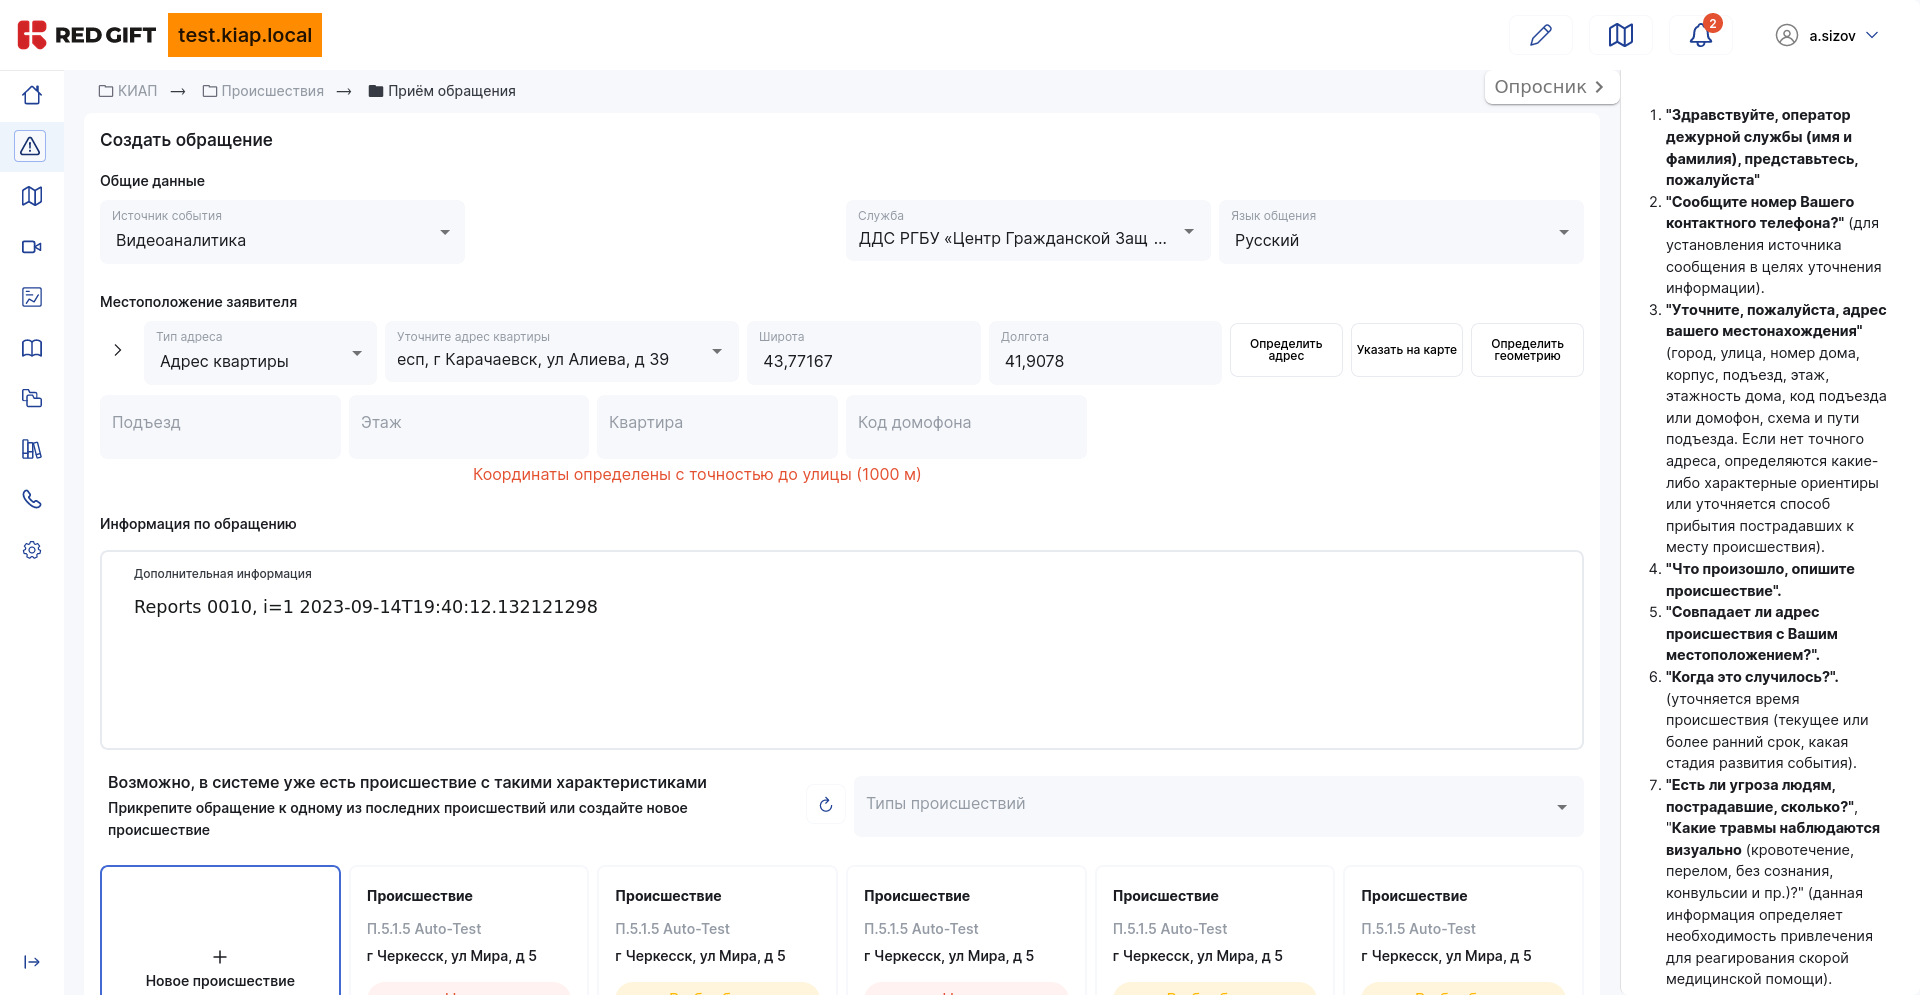 RED GIFT
test.kiap.local
2
a.sizov
КИАП → Происшествия → Приём обращения
Опросник
Создать обращение
Общие данные
Источник события
Видеоаналитика
Служба
ДДС РГБУ «Центр Гражданской Защ ...
Язык общения
Русский
Местоположение заявителя
Тип адреса
Адрес квартиры
Уточните адрес квартиры
есп, г Карачаевск, ул Алиева, д 39
Широта
43,77167
Долгота
41,9078
Определить
адрес
Указать на карте
Определить
геометрию
Подъезд
Этаж
Квартира
Код домофона
Координаты определены с точностью до улицы (1000 м)
Информация по обращению
Дополнительная информация
Reports 0010, i=1 2023-09-14T19:40:12.132121298
Возможно, в системе уже есть происшествие с такими характеристиками
Прикрепите обращение к одному из последних происшествий или создайте новое
происшествие
Типы происшествий
Новое происшествие
Происшествие
П.5.1.5 Auto-Test
г Черкесск, ул Мира, д 5
Происшествие
П.5.1.5 Auto-Test
г Черкесск, ул Мира, д 5
Происшествие
П.5.1.5 Auto-Test
г Черкесск, ул Мира, д 5
Происшествие
П.5.1.5 Auto-Test
г Черкесск, ул Мира, д 5
Происшествие
П.5.1.5 Auto-Test
г Черкесск, ул Мира, д 5
1. "Здравствуйте, оператор
дежурной службы (имя и
фамилия), представьтесь,
пожалуйста"
2. "Сообщите номер Вашего
контактного телефона?" (для
установления источника
сообщения в целях уточнения
информации).
3. "Уточните, пожалуйста, адрес
вашего местонахождения"
(город, улица, номер дома,
корпус, подъезд, этаж,
этажность дома, код подъезда
или домофон, схема и пути
подъезда. Если нет точного
адреса, определяются какие-
либо характерные ориентиры
или уточняется способ
прибытия пострадавших к
месту происшествия).
4. "Что произошло, опишите
происшествие".
5. "Совпадает ли адрес
происшествия с Вашим
местоположением?".
6. "Когда это случилось?".
(уточняется время
происшествия (текущее или
более ранний срок, какая
стадия развития события).
7. "Есть ли угроза людям,
пострадавшие, сколько?",
"Какие травмы наблюдаются
визуально (кровотечение,
перелом, без сознания,
конвульсии и пр.)?" (данная
информация определяет
необходимость привлечения
для реагирования скорой
медицинской помощи).